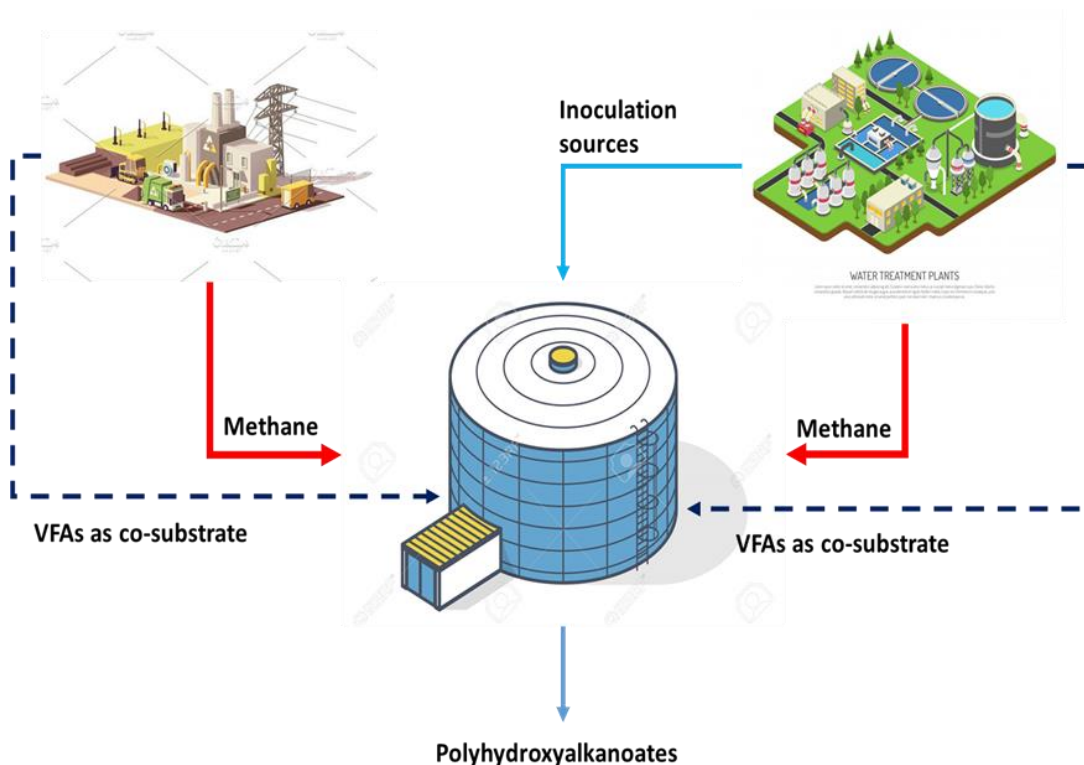 Inoculation
sources
WATER TREATMENT PLANTS
Methane
Methane
VFAs as co-substrate
VFAs as co-substrate
Polyhydroxyalkanoates